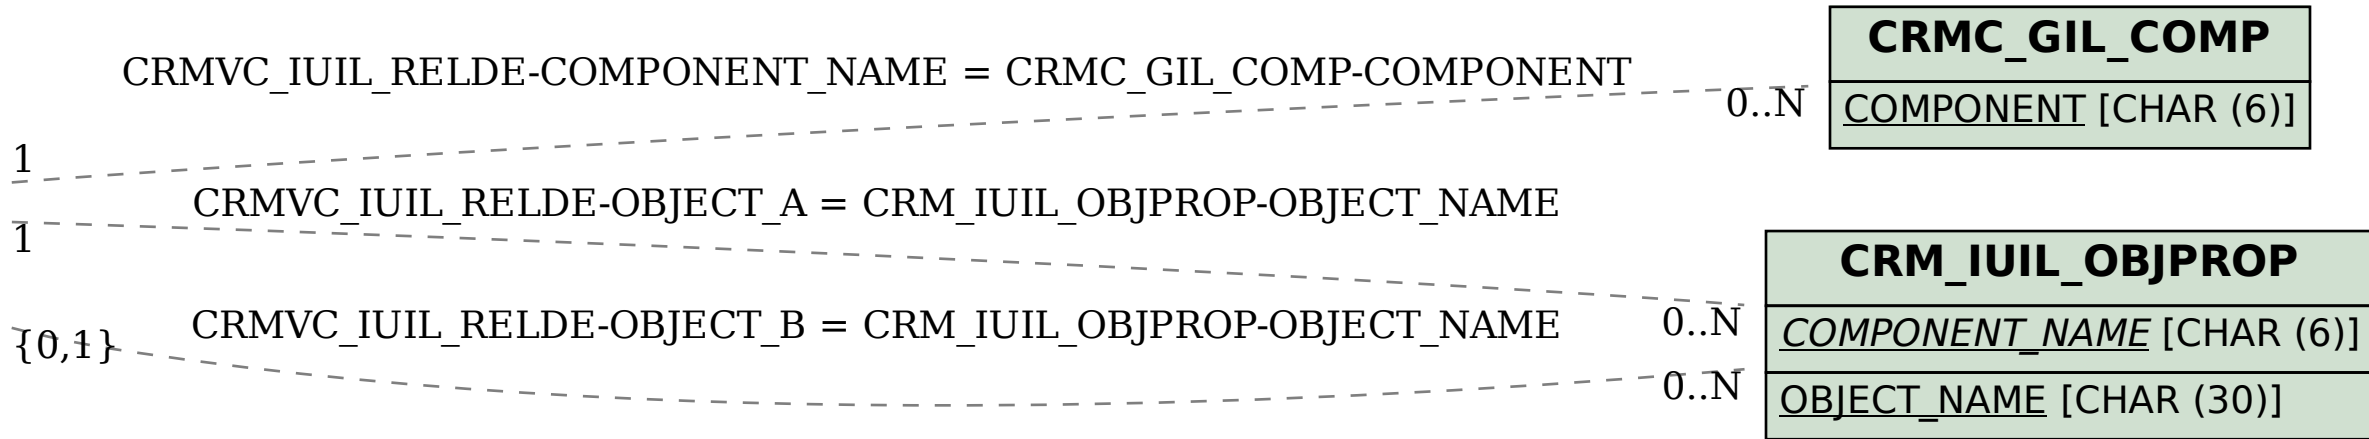 CRMC_GIL_COMP
CRMVC_IUIL_RELDE-COMPONENT_NAME = CRMC_GIL_COMP-COMPONENT
0..N
COMPONENT [CHAR (6)]
1
CRMVC_IUIL_RELDE-OBJECT_A = CRM_IUIL_OBJPROP-OBJECT_NAME
1
CRM_IUIL_OBJPROP
CRMVC_IUIL_RELDE-OBJECT_B = CRM_IUIL_OBJPROP-OBJECT_NAME
0..N
COMPONENT_NAME [CHAR (6)]
{0,1}
0..N
OBJECT_NAME [CHAR (30)]